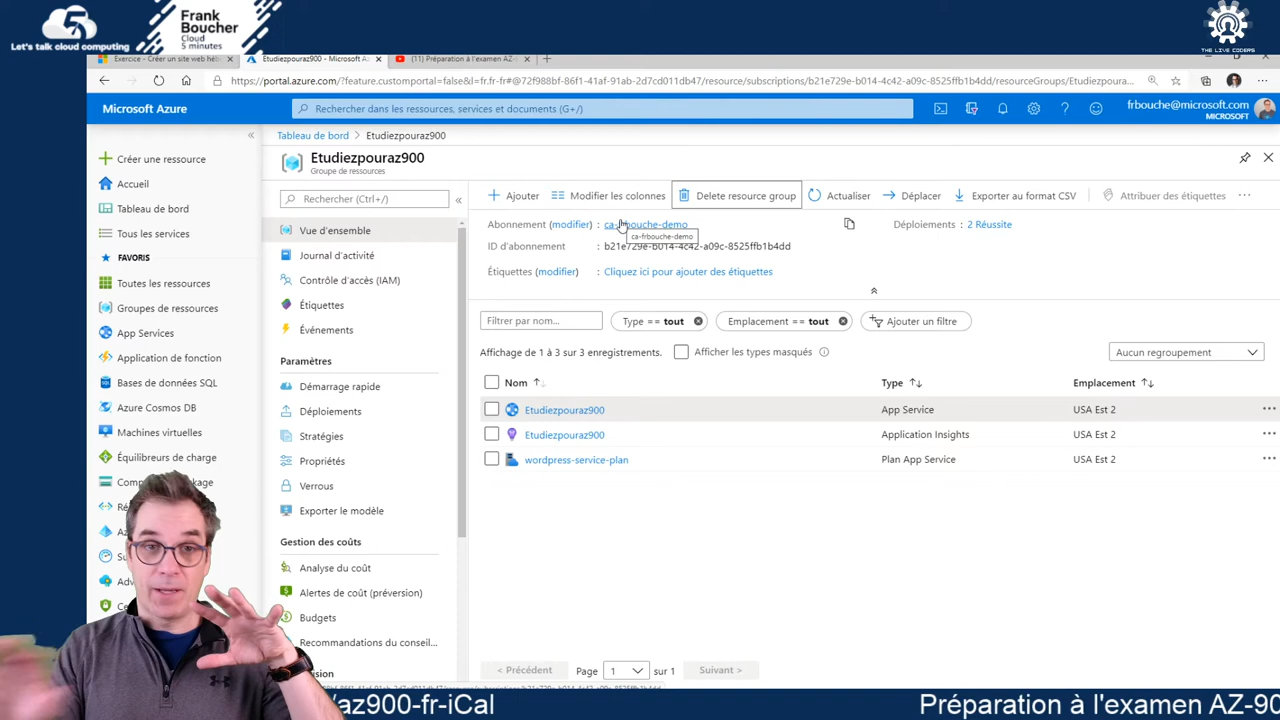 Let's talk cloud computing
Frank
Boucher
Cloud
5 minutes
THE LIVE CODERS
Exercice - Créer un site web héb
Etudiezpouraz900 - Microsoft Az
(11) Préparation à l'examen AZ-9
https://portal.azure.com/?feature.customportal=false&l=fr.fr-fr#@72f988bf-86f1-41af-91ab-2d7cd011db47/resource/subscriptions/b21e729e-b014-4c42-a09c-8525ffb1b4dd/resourceGroups/Etudiezpoura...
Microsoft Azure
Rechercher dans les ressources, services et documents (G+/)
frbouche@microsoft.com
MICROSOFT
Créer une ressource
Accueil
Tableau de bord
Tous les services
FAVORIS
Toutes les ressources
Groupes de ressources
App Services
Application de fonction
Bases de données SQL
Azure Cosmos DB
Machines virtuelles
Équilibreurs de charge
Tableau de bord > Etudiezpouraz900
Etudiezpouraz900
Groupe de ressources
Rechercher (Ctrl+/)
Vue d'ensemble
Journal d'activité
Contrôle d'accès (IAM)
Étiquettes
Événements
Paramètres
Démarrage rapide
Déploiements
Stratégies
Propriétés
Verrous
Exporter le modèle
Gestion des coûts
Analyse du coût
Alertes de coût (préversion)
Budgets
Recommandations du conseil...
Ajouter
Modifier les colonnes
Delete resource group
Actualiser
Déplacer
Exporter au format CSV
Attribuer des étiquettes
Abonnement (modifier) : ca-frbouche-demo
ca-frbouche-demo
Déploiements : 2 Réussite
ID d'abonnement : b21e729e-b014-4c42-a09c-8525ffb1b4dd
Étiquettes (modifier) : Cliquez ici pour ajouter des étiquettes
Filtrer par nom...
Type == tout
Emplacement == tout
Ajouter un filtre
Affichage de 1 à 3 sur 3 enregistrements.
Afficher les types masqués
Aucun regroupement
Nom Type Emplacement
Etudiezpouraz900 App Service USA Est 2
Etudiezpouraz900 Application Insights USA Est 2
wordpress-service-plan Plan App Service USA Est 2
< Précédent
Page 1 sur 1
Suivant >
/az900-fr-iCal
Préparation à l'examen AZ-90